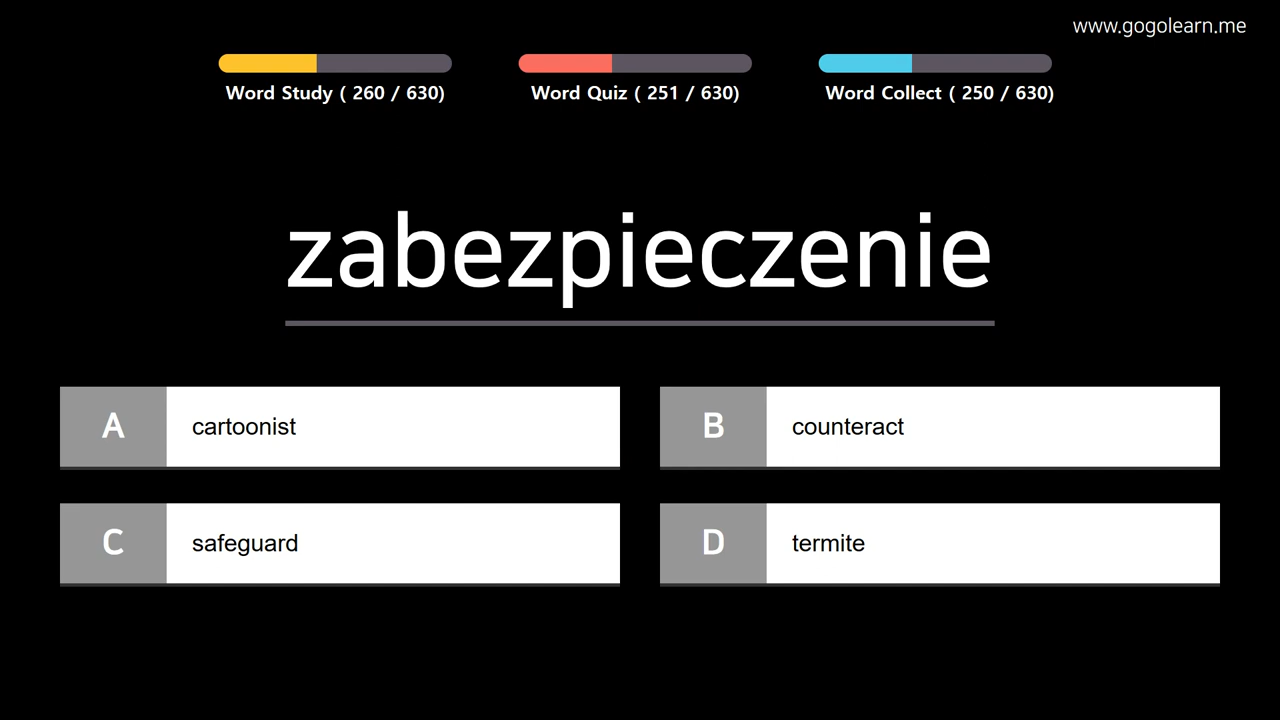 www.gogolearn.me
Word Study ( 260 / 630)
Word Quiz ( 251 / 630)
Word Collect ( 250 / 630)
zabezpieczenie
A
cartoonist
B
counteract
C
safeguard
D
termite